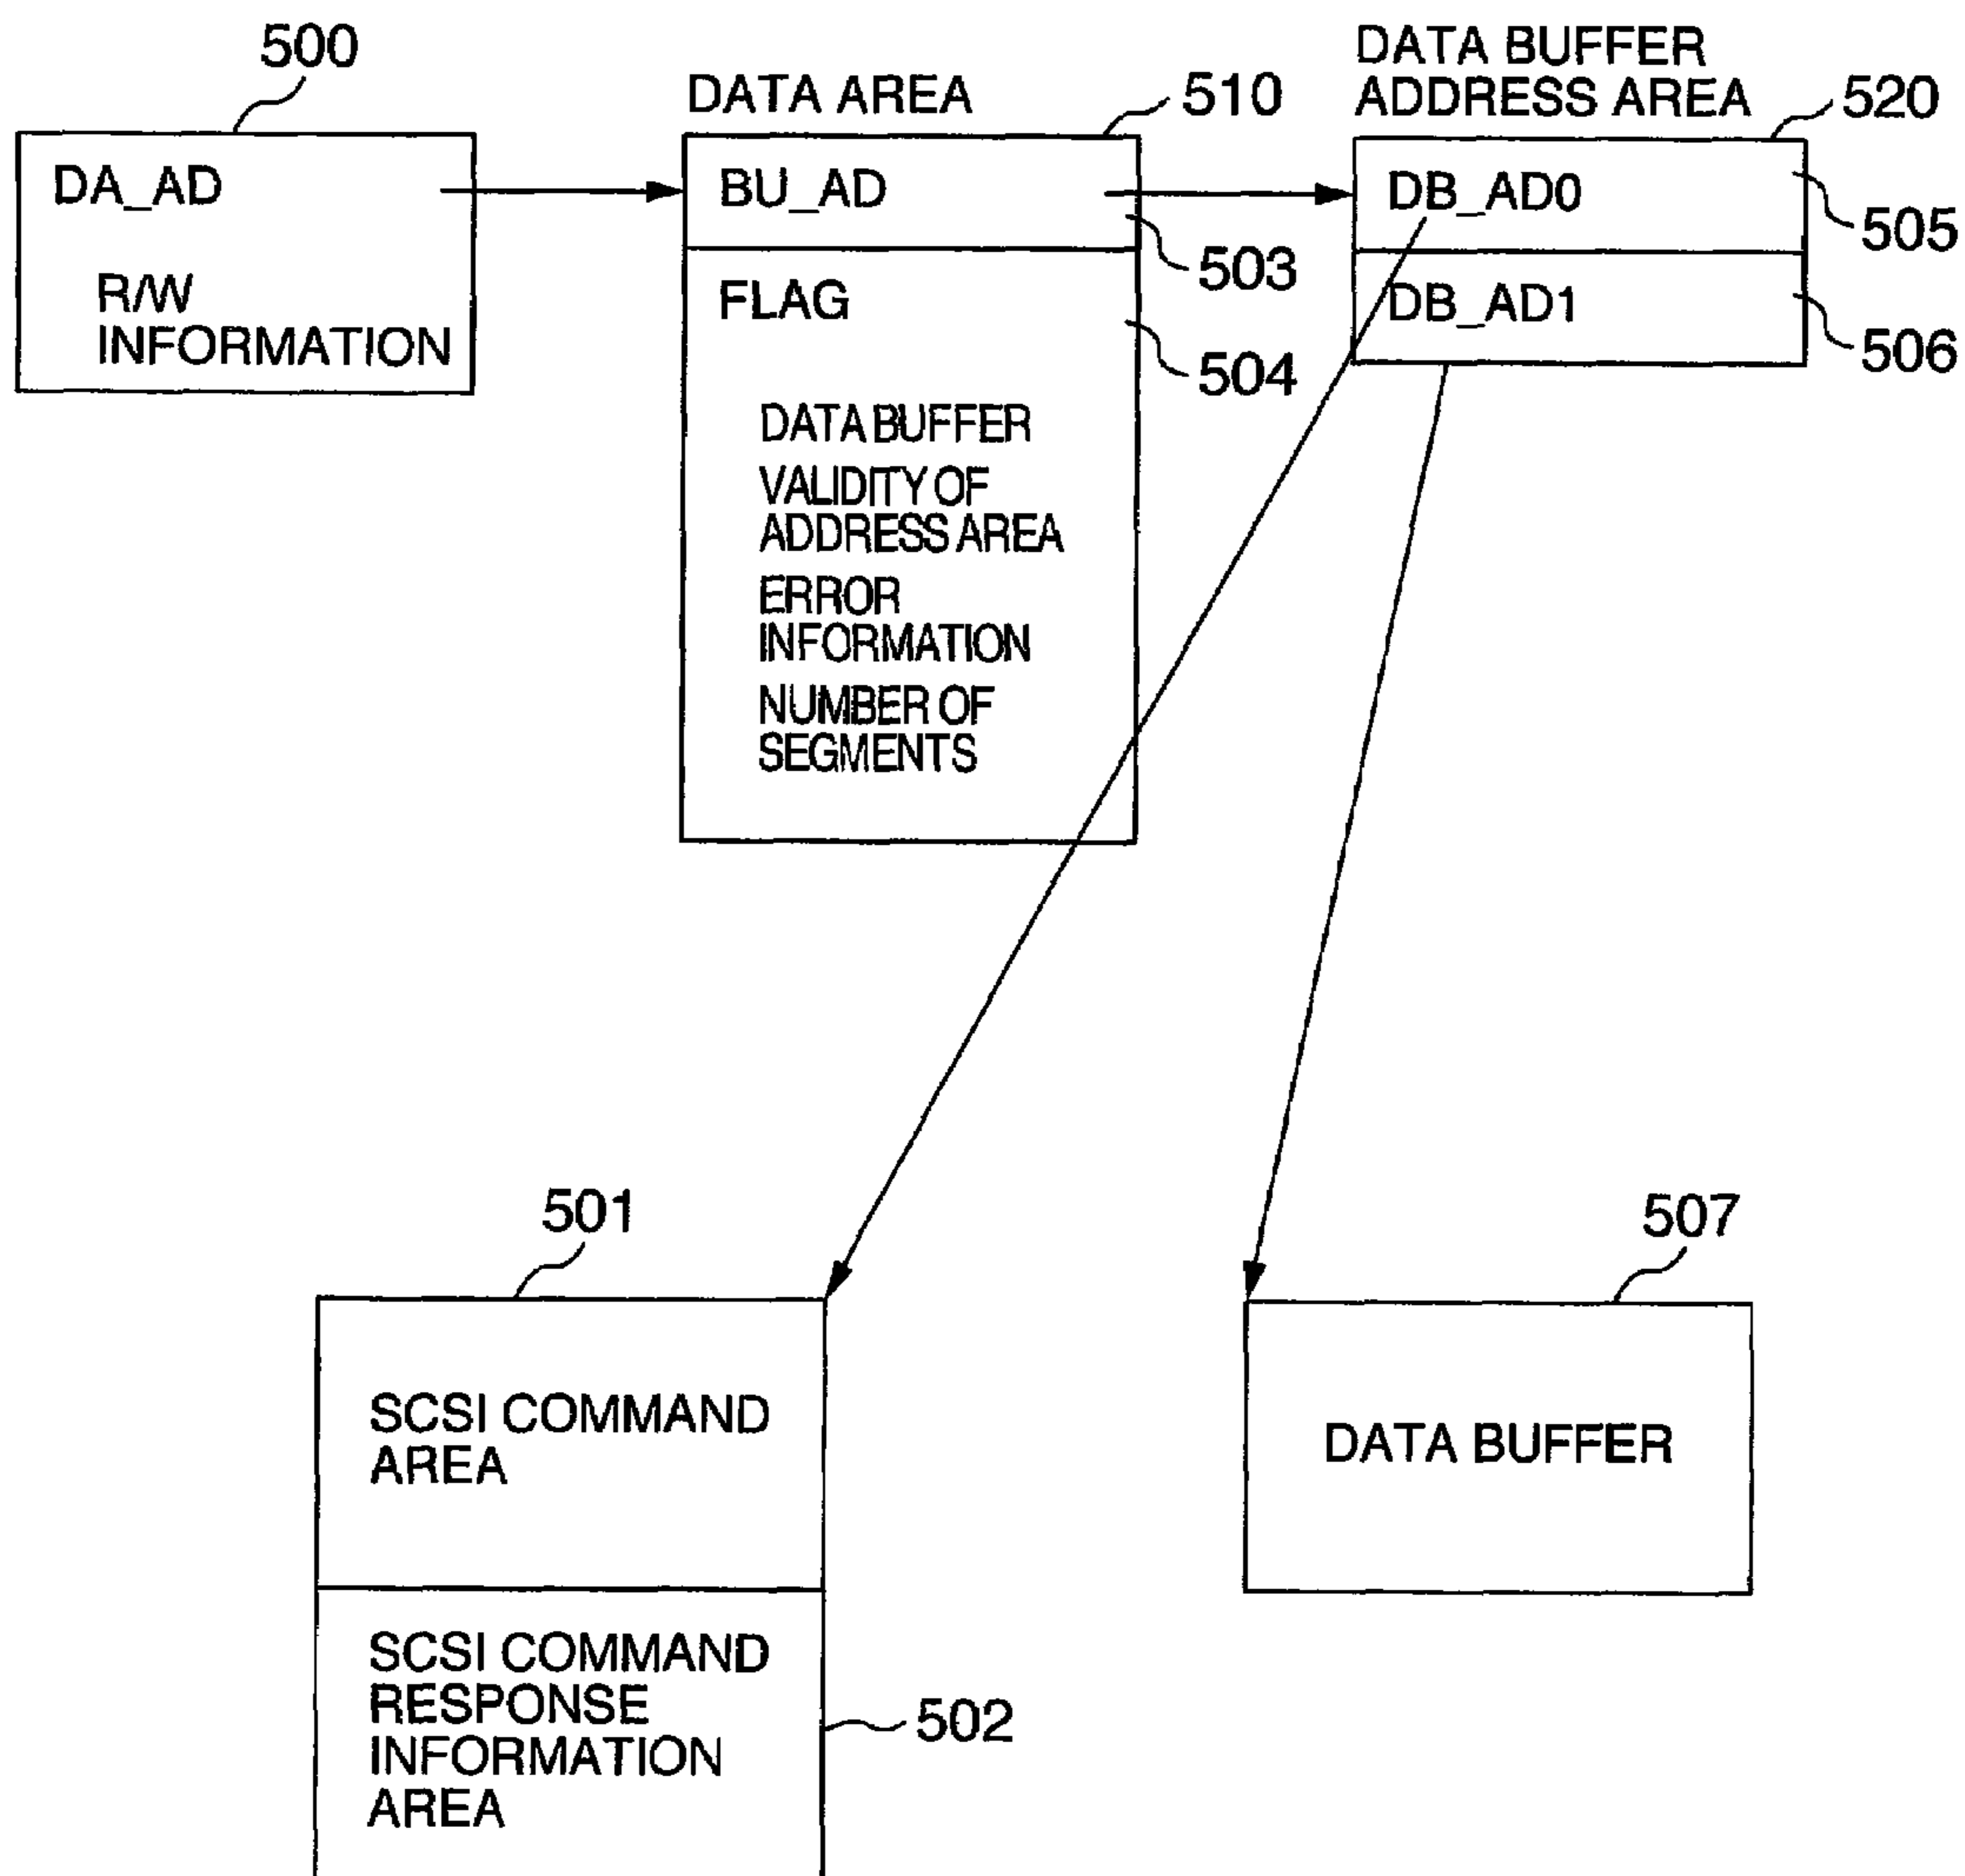 500
DA_AD
R/W
INFORMATION
DATA AREA
510
BU_AD
503
FLAG
504
DATA BUFFER
VALIDITY OF
ADDRESS AREA
ERROR
INFORMATION
NUMBER OF
SEGMENTS
DATA BUFFER
ADDRESS AREA
520
DB_AD0
505
DB_AD1
506
501
SCSI COMMAND
AREA
SCSI COMMAND
RESPONSE
INFORMATION
AREA
502
507
DATA BUFFER